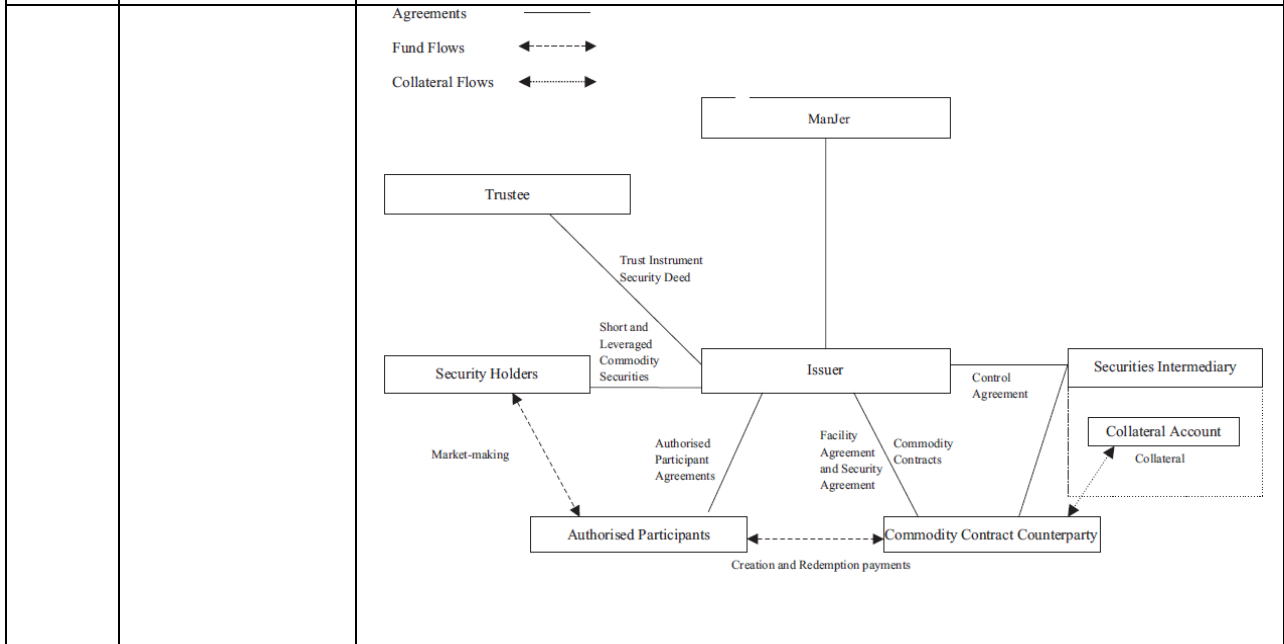 Agreements
Fund Flows
Collateral Flows
ManJer
Trustee
Trust Instrument
Security Deed
Short and
Leveraged
Commodity
Securities
Security Holders
Issuer
Securities Intermediary
Control
Agreement
Collateral Account
Collateral
Authorised
Participant
Agreements
Facility
Agreement
and Security
Agreement
Commodity
Contracts
Market-making
Authorised Participants
Commodity Contract Counterparty
Creation and Redemption payments